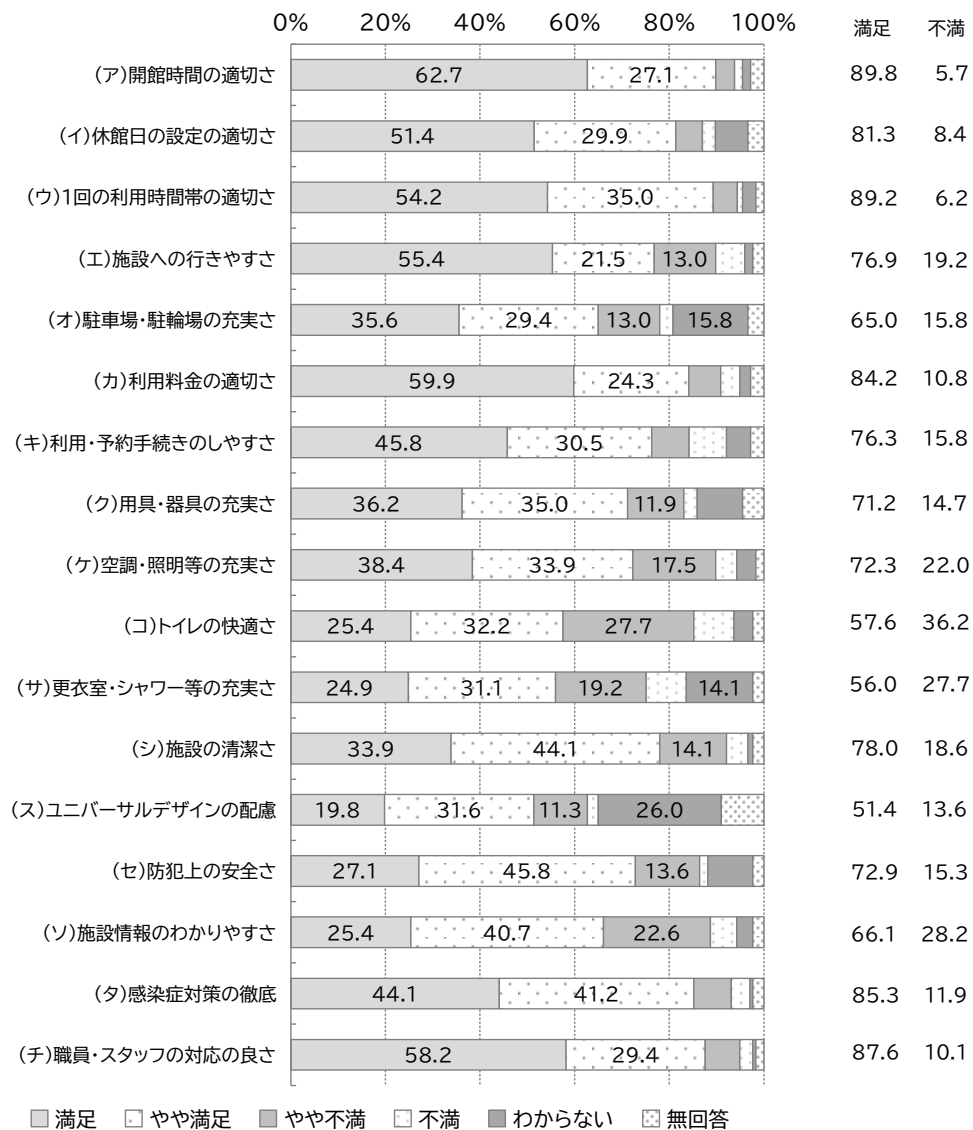 0% 20% 40% 60% 80% 100% 満足 不満
(ア)開館時間の適切さ 62.7 27.1 89.8 5.7
(イ)休館日の設定の適切さ 51.4 29.9 81.3 8.4
(ウ)1回の利用時間帯の適切さ 54.2 35.0 89.2 6.2
(エ)施設への行きやすさ 55.4 21.5 13.0 76.9 19.2
(オ)駐車場・駐輪場の充実さ 35.6 29.4 13.0 15.8 65.0 15.8
(カ)利用料金の適切さ 59.9 24.3 84.2 10.8
(キ)利用・予約手続きのしやすさ 45.8 30.5 76.3 15.8
(ク)用具・器具の充実さ 36.2 35.0 11.9 71.2 14.7
(ケ)空調・照明等の充実さ 38.4 33.9 17.5 72.3 22.0
(コ)トイレの快適さ 25.4 32.2 27.7 57.6 36.2
(サ)更衣室・シャワー等の充実さ 24.9 31.1 19.2 14.1 56.0 27.7
(シ)施設の清潔さ 33.9 44.1 14.1 78.0 18.6
(ス)ユニバーサルデザインの配慮 19.8 31.6 11.3 26.0 51.4 13.6
(セ)防犯上の安全さ 27.1 45.8 13.6 72.9 15.3
(ソ)施設情報のわかりやすさ 25.4 40.7 22.6 66.1 28.2
(タ)感染症対策の徹底 44.1 41.2 85.3 11.9
(チ)職員・スタッフの対応の良さ 58.2 29.4 87.6 10.1
満足 やや満足 やや不満 不満 わからない 無回答